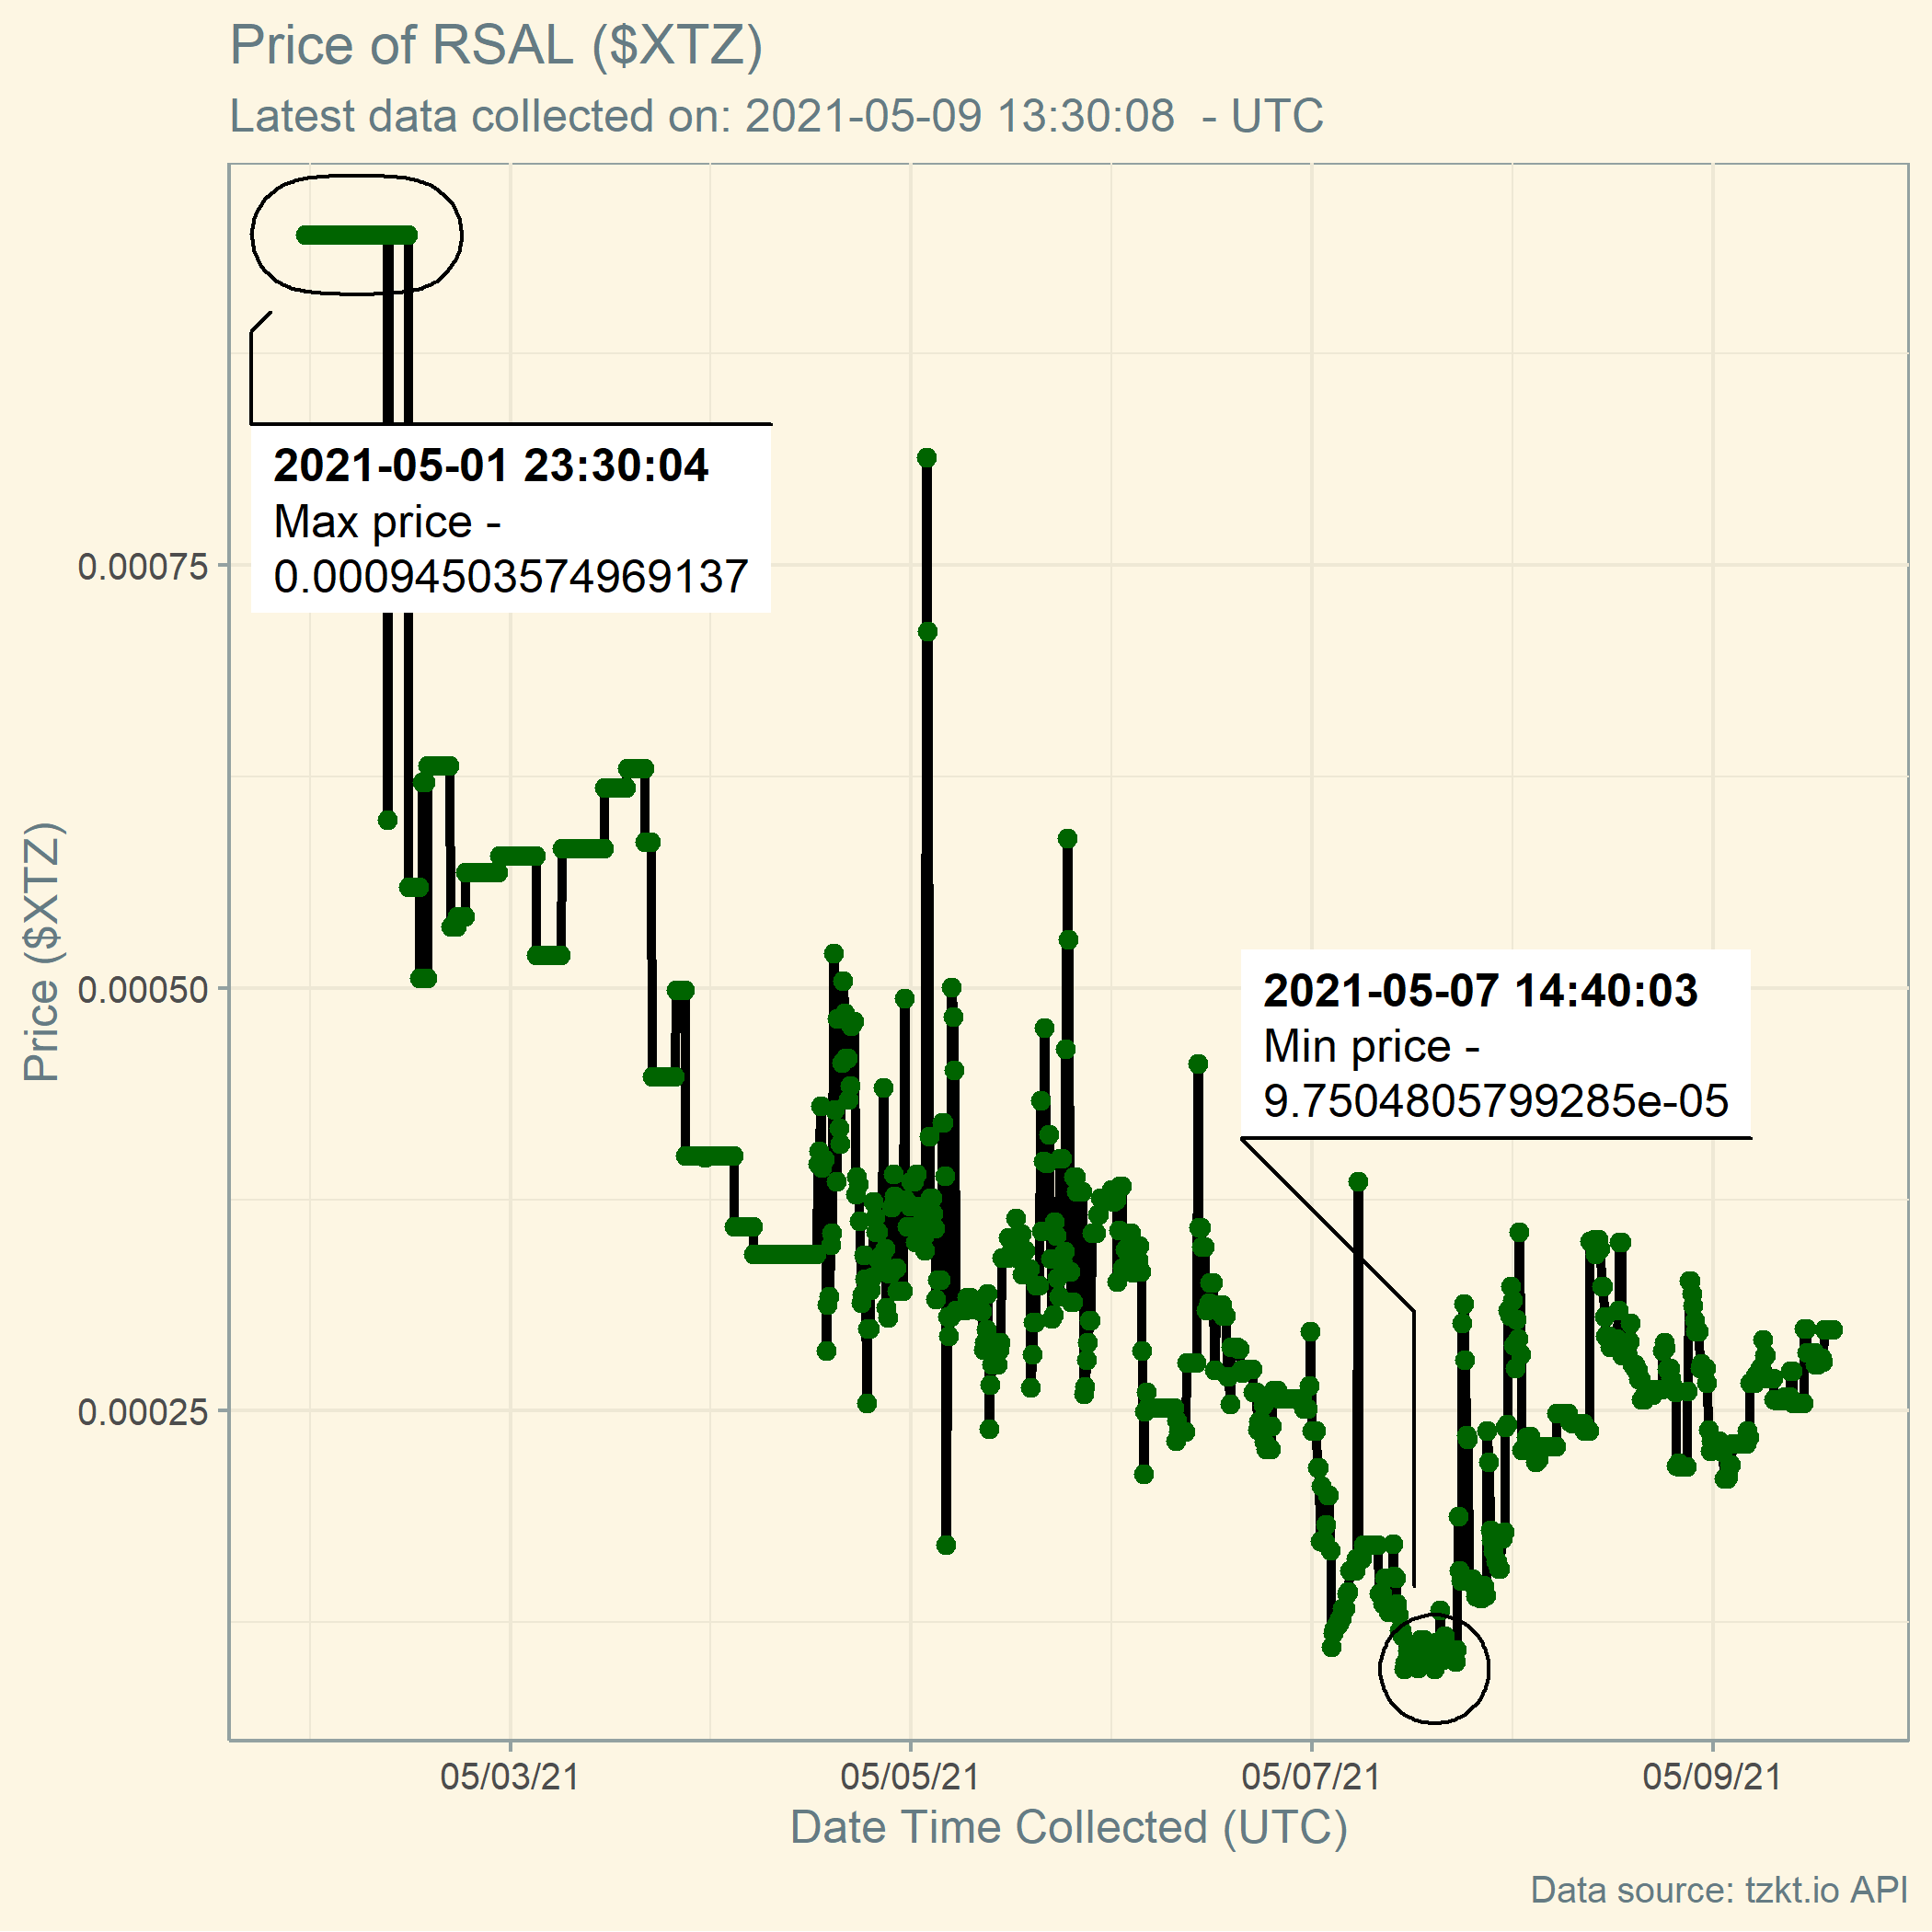 Price of RSAL ($XTZ)
Latest data collected on: 2021-05-09 13:30:08  - UTC
2021-05-01 23:30:04
Max price -
0.000945035749691​37
0.00075
2021-05-07 14:40:03
Min price -
9.7504805799285e-05
0.00050
0.00025
Price ($XTZ)
05/03/21
05/05/21
05/07/21
05/09/21
Date Time Collected (UTC)
Data source: tzkt.io API